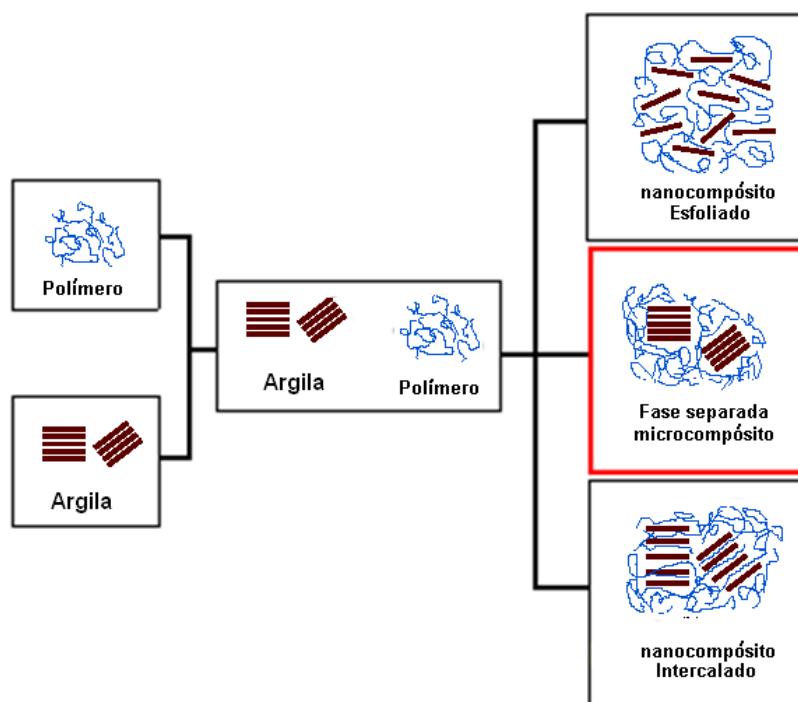 Polímero
Argila
Argila
Polímero
nanocompósito
Esfoliado
Fase separada
microcompósito
nanocompósito
Intercalado